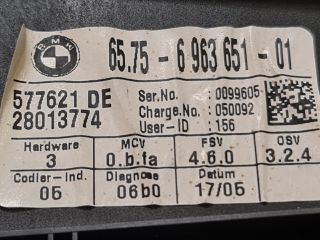 BMW
65.75 - 6 963 651 - 01
577621 DE
28013774
Ser.No. : 0099605
Charge.No. : 050092
User-ID : 156
Hardware MCV FSV OSV
3 0.b.fa 4.6.0 3.2.4
Codier-Ind. Diagnose Datum
05 06b0 17/05